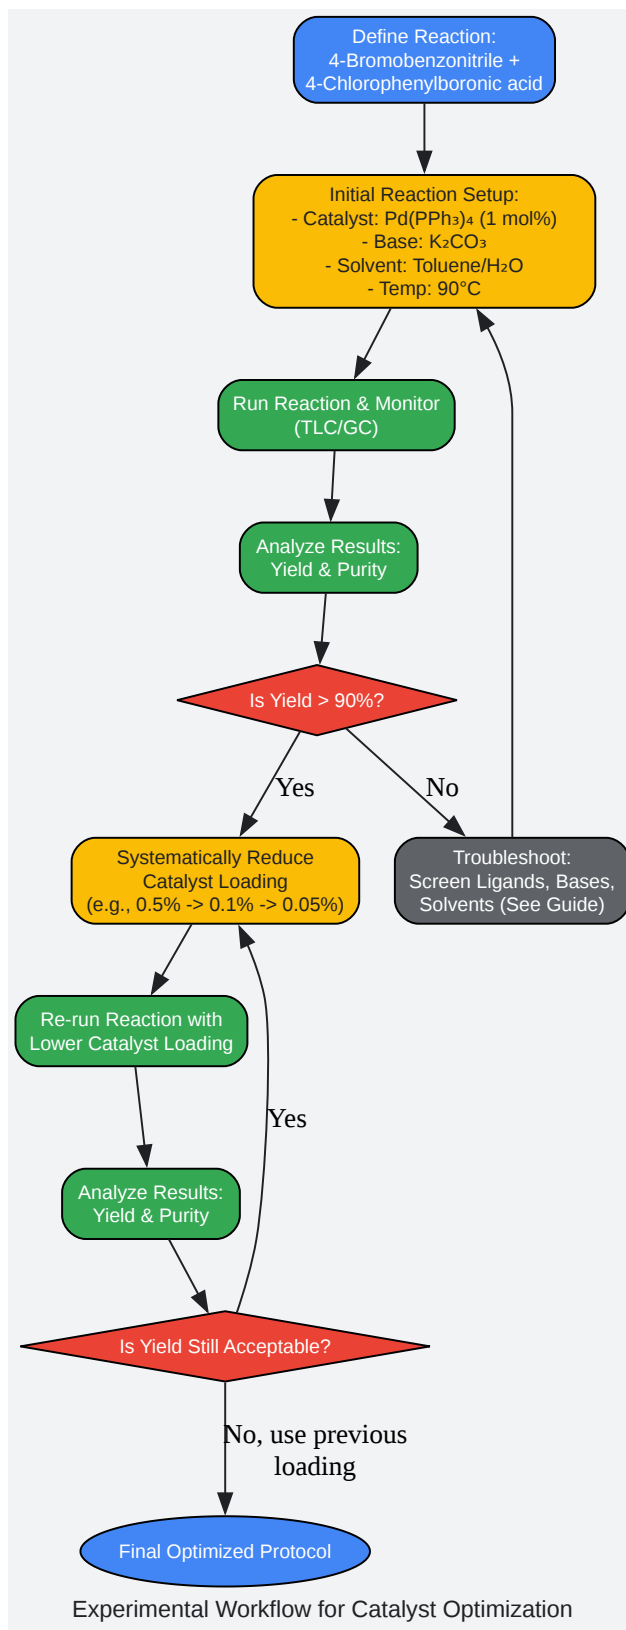 Define Reaction:
4-Bromobenzonitrile +
4-Chlorophenylboronic acid
Initial Reaction Setup:
- Catalyst: Pd(PPh₃)₄ (1 mol%)
- Base: K₂CO₃
- Solvent: Toluene/H₂O
- Temp: 90°C
Run Reaction & Monitor
(TLC/GC)
Analyze Results:
Yield & Purity
Is Yield > 90%?
Yes
No
Systematically Reduce
Catalyst Loading
(e.g., 0.5% -> 0.1% -> 0.05%)
Troubleshoot:
Screen Ligands, Bases,
Solvents (See Guide)
Re-run Reaction with
Lower Catalyst Loading
Yes
Analyze Results:
Yield & Purity
Is Yield Still Acceptable?
No, use previous
loading
Final Optimized Protocol
Experimental Workflow for Catalyst Optimization